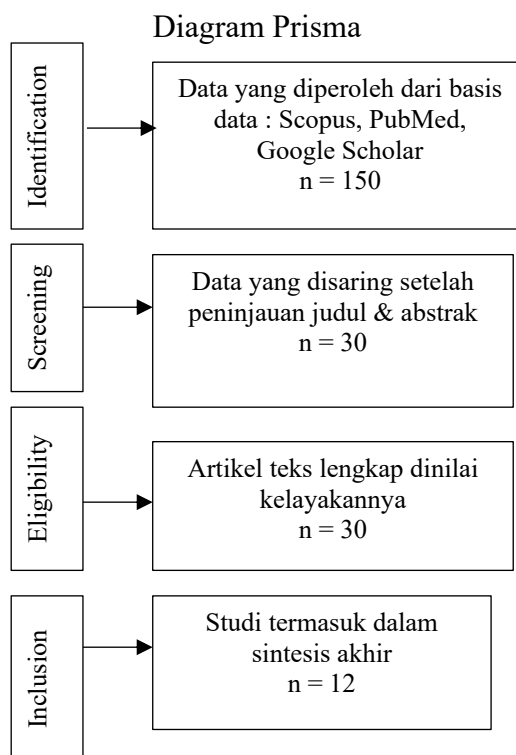 Diagram Prisma
Identification
Data yang diperoleh dari basis
data : Scopus, PubMed,
Google Scholar
n = 150
Screening
Data yang disaring setelah
peninjauan judul & abstrak
n = 30
Eligibility
Artikel teks lengkap dinilai
kelayakannya
n = 30
Inclusion
Studi termasuk dalam
sintesis akhir
n = 12